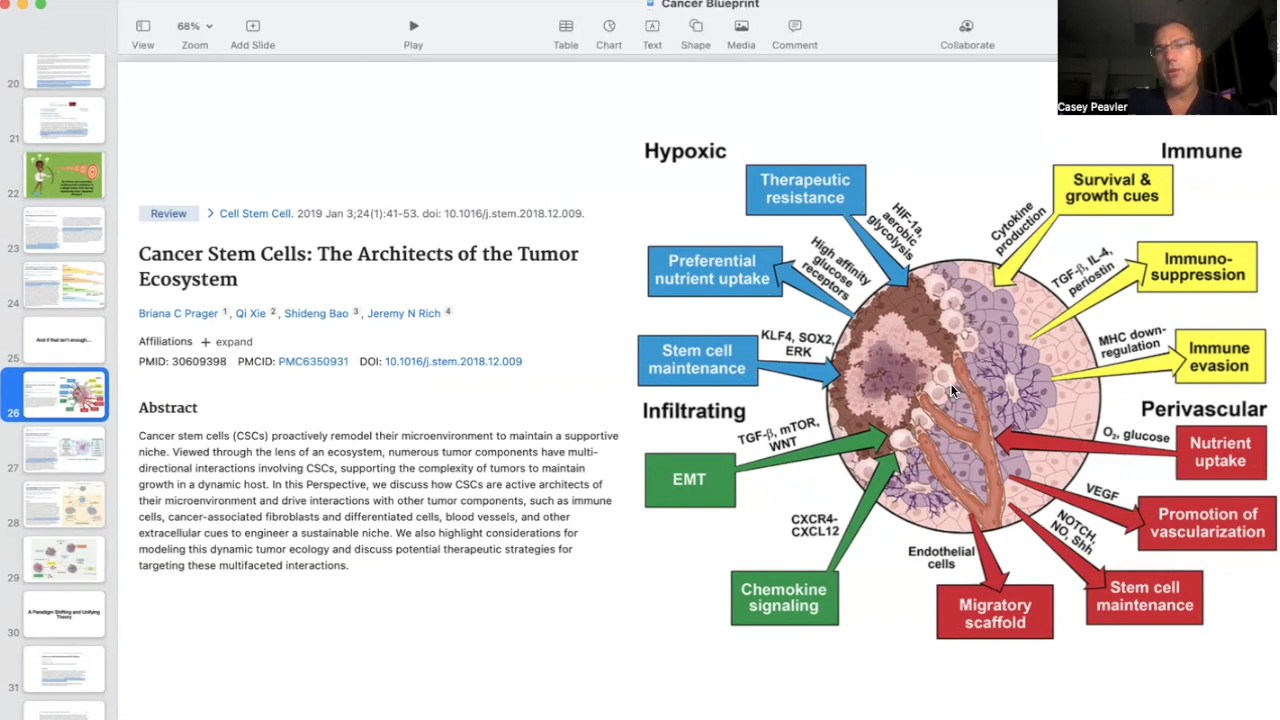 Cancer Blueprint
68%
View
Zoom
Add Slide
Play
Table
Chart
Text
Shape
Media
Comment
Collaborate
Casey Peavler
20
21
22
23
24
25
And if that isn't enough...
26
27
28
29
30
A Paradigm Shifting and Unifying
Theory
31
Review
Cell Stem Cell. 2019 Jan 3;24(1):41-53. doi: 10.1016/j.stem.2018.12.009.
Cancer Stem Cells: The Architects of the Tumor
Ecosystem
Briana C Prager 1, Qi Xie 2, Shideng Bao 3, Jeremy N Rich 4
Affiliations + expand
PMID: 30609398 PMCID: PMC6350931 DOI: 10.1016/j.stem.2018.12.009
Abstract
Cancer stem cells (CSCs) proactively remodel their microenvironment to maintain a supportive
niche. Viewed through the lens of an ecosystem, numerous tumor components have multi-
directional interactions involving CSCs, supporting the complexity of tumors to maintain
growth in a dynamic host. In this Perspective, we discuss how CSCs are active architects of
their microenvironment and drive interactions with other tumor components, such as immune
cells, cancer-associated fibroblasts and differentiated cells, blood vessels, and other
extracellular cues to engineer a sustainable niche. We also highlight considerations for
modeling this dynamic tumor ecology and discuss potential therapeutic strategies for
targeting these multifaceted interactions.
Hypoxic
Therapeutic
resistance
HIF-1a,
aerobic
glycolysis
Preferential
nutrient uptake
High affinity
glucose
receptors
Stem cell
maintenance
KLF4, SOX2,
ERK
Immune
Survival &
growth cues
Cytokine
production
Immuno-
suppression
TGF-β, IL-4,
periostin
Immune
evasion
MHC down-
regulation
Infiltrating
EMT
TGF-β, mTOR,
WNT
Chemokine
signaling
CXCR4-
CXCL12
Perivascular
Nutrient
uptake
O₂, glucose
Promotion of
vascularization
VEGF
Stem cell
maintenance
NOTCH,
NO, Shh
Migratory
scaffold
Endothelial
cells